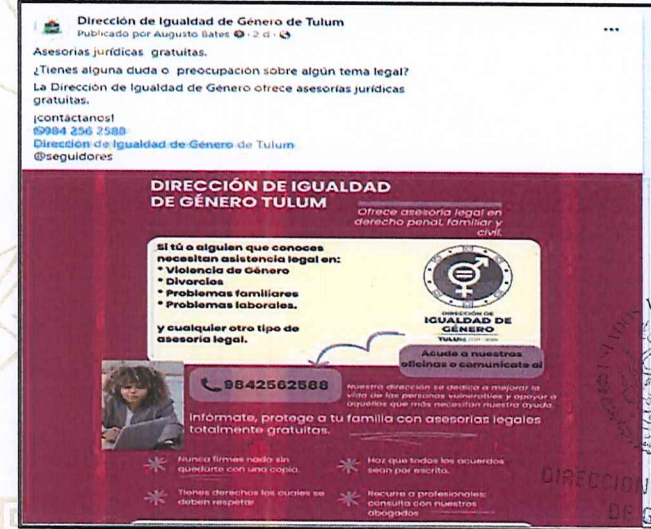 Dirección de Igualdad de Género de Tulum
Publicado por Augusto Bates · 2 d ·
Asesorías jurídicas gratuitas.
¿Tienes alguna duda o preocupación sobre algún tema legal?
La Dirección de Igualdad de Género ofrece asesorías jurídicas
gratuitas.
¡contáctanos!
984 256 2588
Dirección de Igualdad de Género de Tulum
@seguidores
DIRECCIÓN DE IGUALDAD
DE GÉNERO TULUM
Ofrece asesoría legal en
derecho penal, familiar y
civil.
Si tú o alguien que conoces
necesitan asistencia legal en:
* Violencia de Género
* Divorcios
* Problemas familiares
* Problemas laborales.
y cualquier otro tipo de
asesoría legal.
DIRECCIÓN DE
IGUALDAD DE
GÉNERO
TULUM
Acude a nuestras
oficinas o comunícate al
9842562588
Nuestra dirección se dedica a mejorar la
vida de las personas vulnerables y apoyar a
aquellos que más necesitan nuestra ayuda.
Infórmate, protege a tu familia con asesorías legales
totalmente gratuitas.
Nunca firmes nada sin
quedarte con una copia.
Haz que todos los acuerdos
sean por escrito.
Tienes derechos los cuales se
deben respetar
Recurre a profesionales:
consulta con nuestros
abogados
DIRECCION
DE